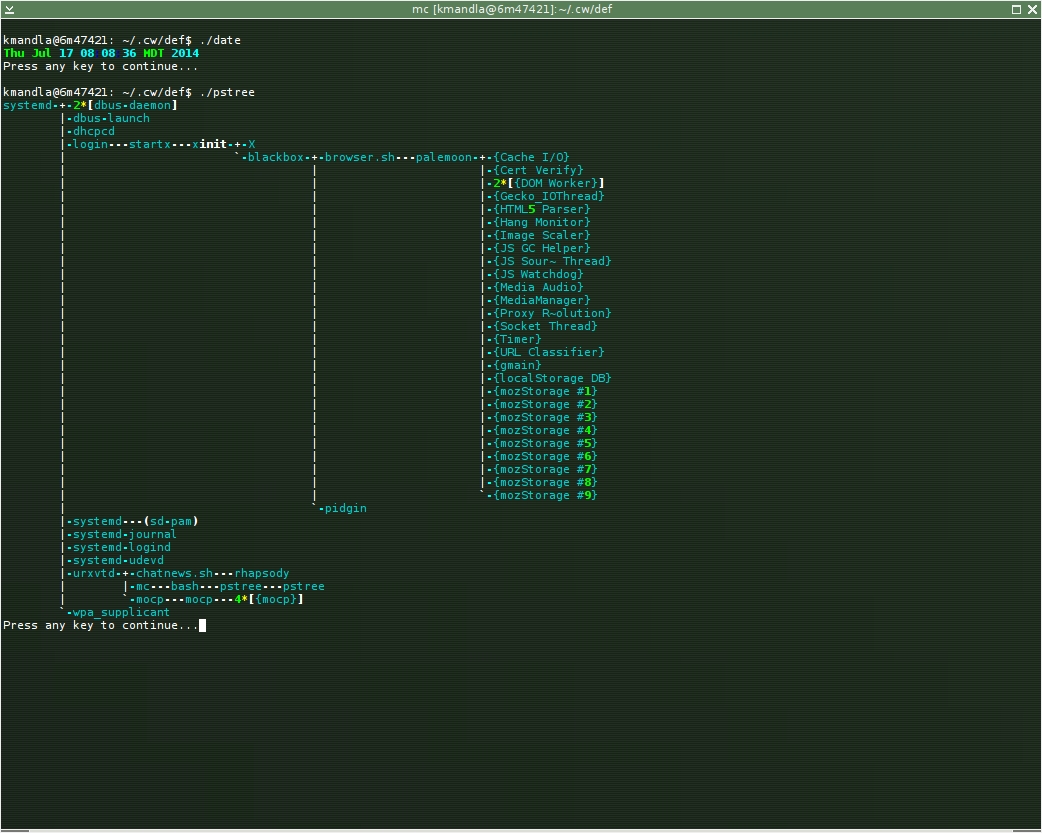 mc [kmandla@6m47421]:~/.cw/def
kmandla@6m47421: ~/.cw/def$ ./date
Thu Jul 17 08 08 36 MDT 2014
Press any key to continue...
kmandla@6m47421: ~/.cw/def$ ./pstree
systemd-+-2*[dbus-daemon]
        |-dbus-launch
        |-dhcpcd
        |-login---startx---xinit-+-X
        |                        `-blackbox-+-browser.sh---palemoon-+-{Cache I/O}
        |                                   |                       |-{Cert Verify}
        |                                   |                       |-2*[{DOM Worker}]
        |                                   |                       |-{Gecko_IOThread}
        |                                   |                       |-{HTML5 Parser}
        |                                   |                       |-{Hang Monitor}
        |                                   |                       |-{Image Scaler}
        |                                   |                       |-{JS GC Helper}
        |                                   |                       |-{JS Sour~ Thread}
        |                                   |                       |-{JS Watchdog}
        |                                   |                       |-{Media Audio}
        |                                   |                       |-{MediaManager}
        |                                   |                       |-{Proxy R~olution}
        |                                   |                       |-{Socket Thread}
        |                                   |                       |-{Timer}
        |                                   |                       |-{URL Classifier}
        |                                   |                       |-{gmain}
        |                                   |                       |-{localStorage DB}
        |                                   |                       |-{mozStorage #1}
        |                                   |                       |-{mozStorage #2}
        |                                   |                       |-{mozStorage #3}
        |                                   |                       |-{mozStorage #4}
        |                                   |                       |-{mozStorage #5}
        |                                   |                       |-{mozStorage #6}
        |                                   |                       |-{mozStorage #7}
        |                                   |                       |-{mozStorage #8}
        |                                   |                       `-{mozStorage #9}
        |                                   `-pidgin
        |-systemd---(sd-pam)
        |-systemd-journal
        |-systemd-logind
        |-systemd-udevd
        |-urxvtd-+-chatnews.sh---rhapsody
        |        |-mc---bash---pstree---pstree
        |        `-mocp---mocp---4*[{mocp}]
        `-wpa_supplicant
Press any key to continue...